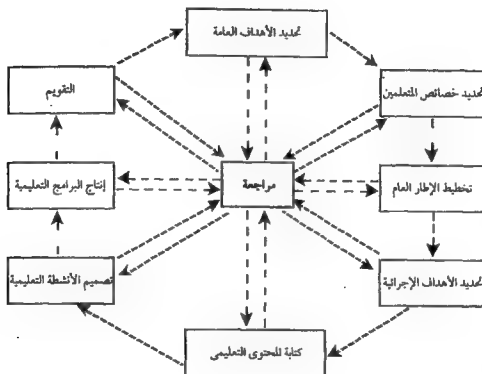 تحديد الأهداف العامة
تحديد خصائص المتعلمين
التقويم
تخطيط الإطار العام
مراجعة
إنتاج البرامج التعليمية
تحديد الأهداف الإجرائية
تصميم الأنشطة التعليمية
كتابة المحتوى التعليمى